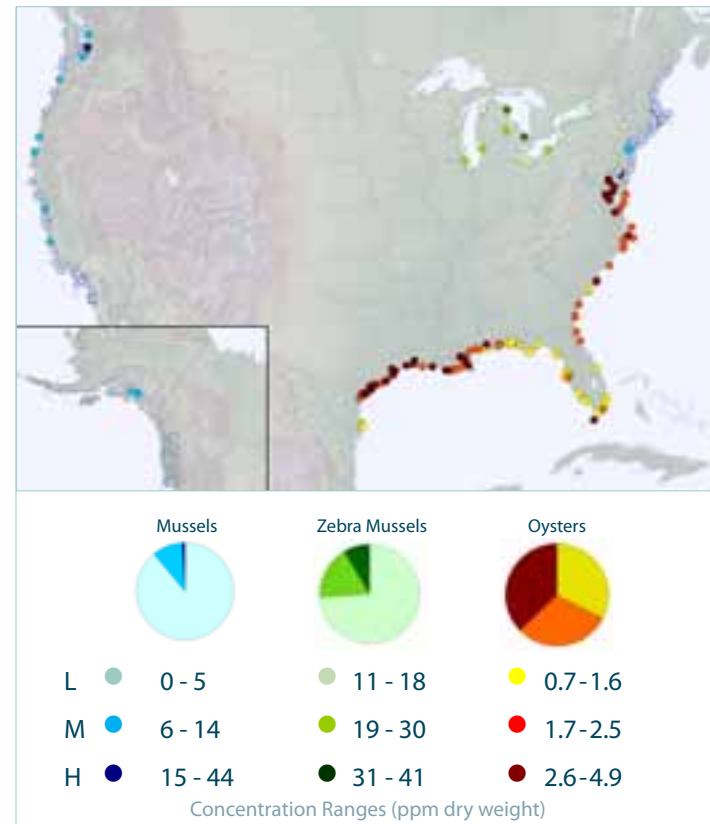 Mussels Zebra Mussels Oysters
L 0 - 5 11 - 18 0.7-1.6
M 6 - 14 19 - 30 1.7-2.5
H 15 - 44 31 - 41 2.6-4.9
Concentration Ranges (ppm dry weight)